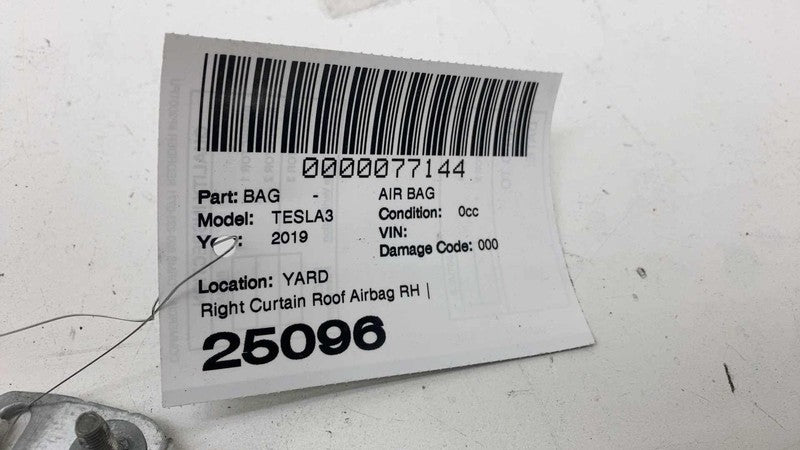 0000077144
Part: BAG - AIR BAG
Model: TESLA3 Condition: 0cc
2019 VIN:
Damage Code: 000
Location: YARD
Right Curtain Roof Airbag RH |
25096